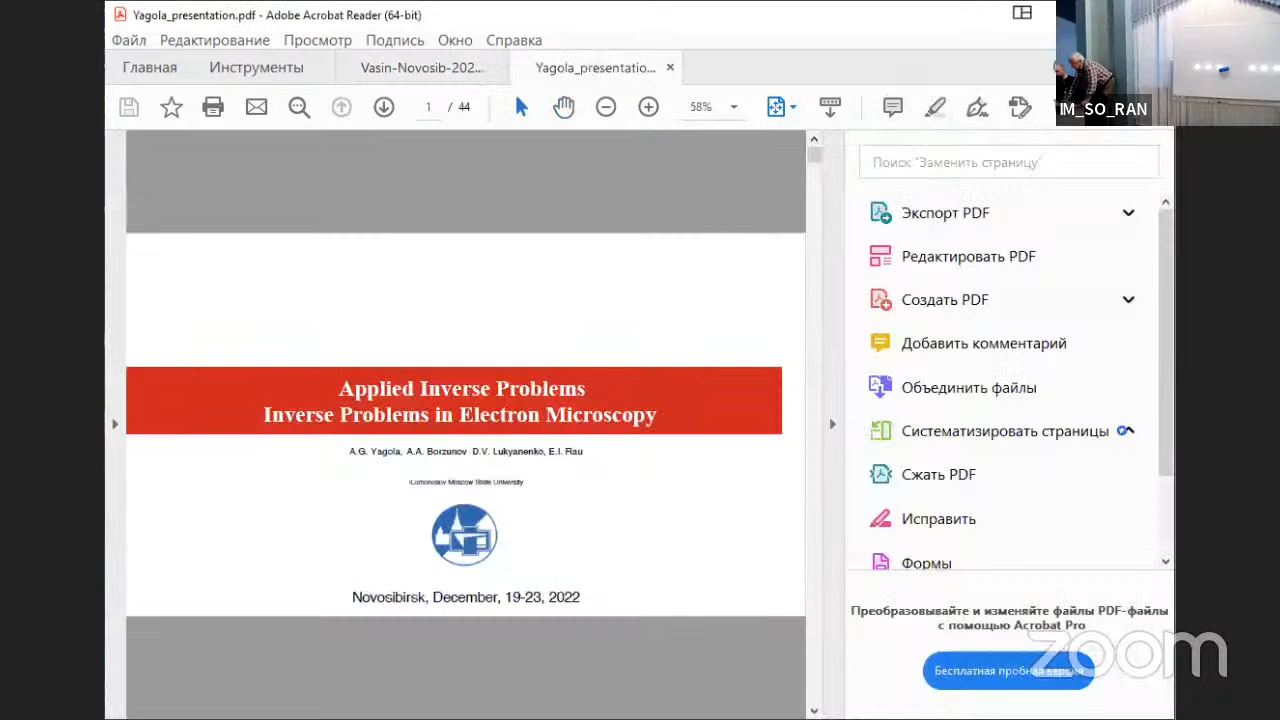 Yagola_presentation.pdf - Adobe Acrobat Reader (64-bit)
Файл Редактирование Просмотр Подпись Окно Справка
Главная Инструменты Vasin-Novosib-202... Yagola_presentatio... ×
1 / 44 58%
IM_SO_RAN
Поиск "Заменить страницу"
Экспорт PDF
Редактировать PDF
Создать PDF
Добавить комментарий
Объединить файлы
Систематизировать страницы
Сжать PDF
Исправить
Формы
Преобразовывайте и изменяйте файлы PDF-файлы
с помощью Acrobat Pro
Бесплатная пробная версия
Applied Inverse Problems
Inverse Problems in Electron Microscopy
A.G. Yagola, A.A. Borzunov D.V. Lukyanenko, E.I. Rau
Lomonosov Moscow State University
Novosibirsk, December, 19-23, 2022
zoom